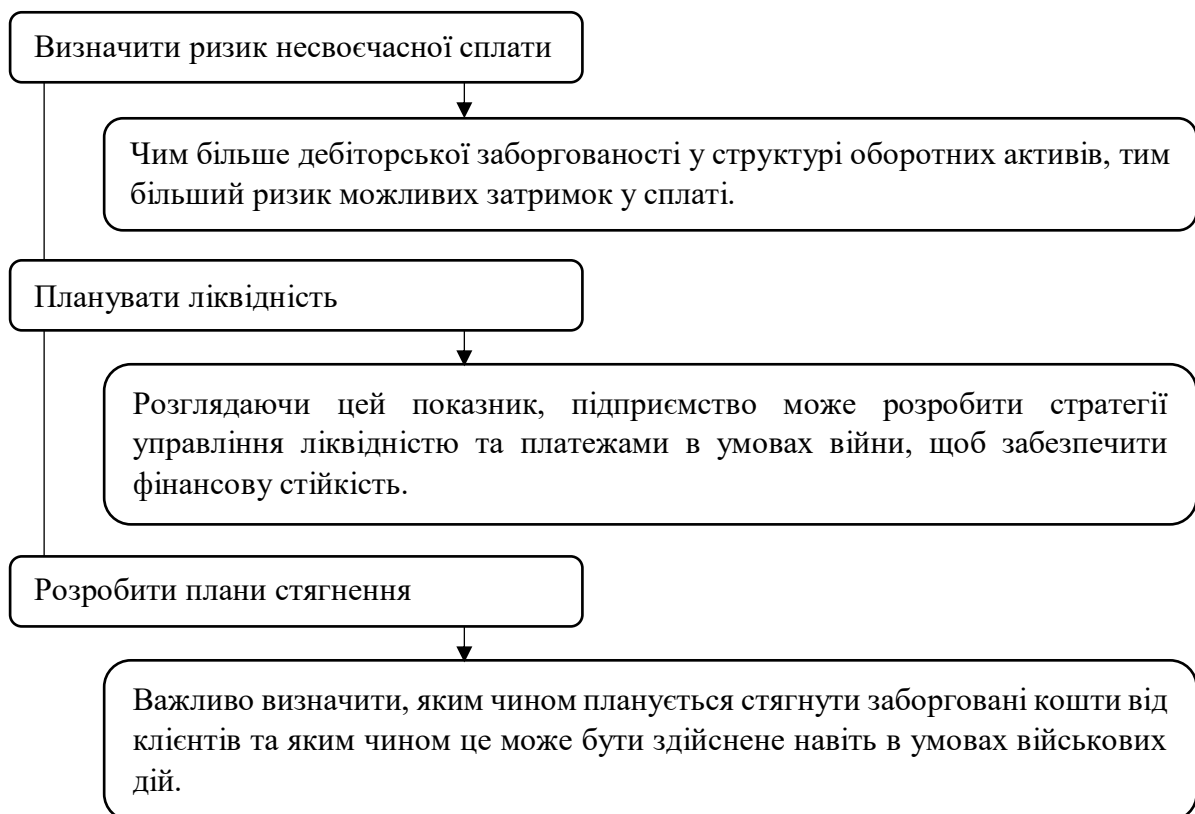 Визначити ризик несвоєчасної сплати
Чим більше дебіторської заборгованості у структурі оборотних активів, тим
більший ризик можливих затримок у сплаті.
Планувати ліквідність
Розглядаючи цей показник, підприємство може розробити стратегії
управління ліквідністю та платежами в умовах війни, щоб забезпечити
фінансову стійкість.
Розробити плани стягнення
Важливо визначити, яким чином планується стягнути заборговані кошти від
клієнтів та яким чином це може бути здійснене навіть в умовах військових
дій.